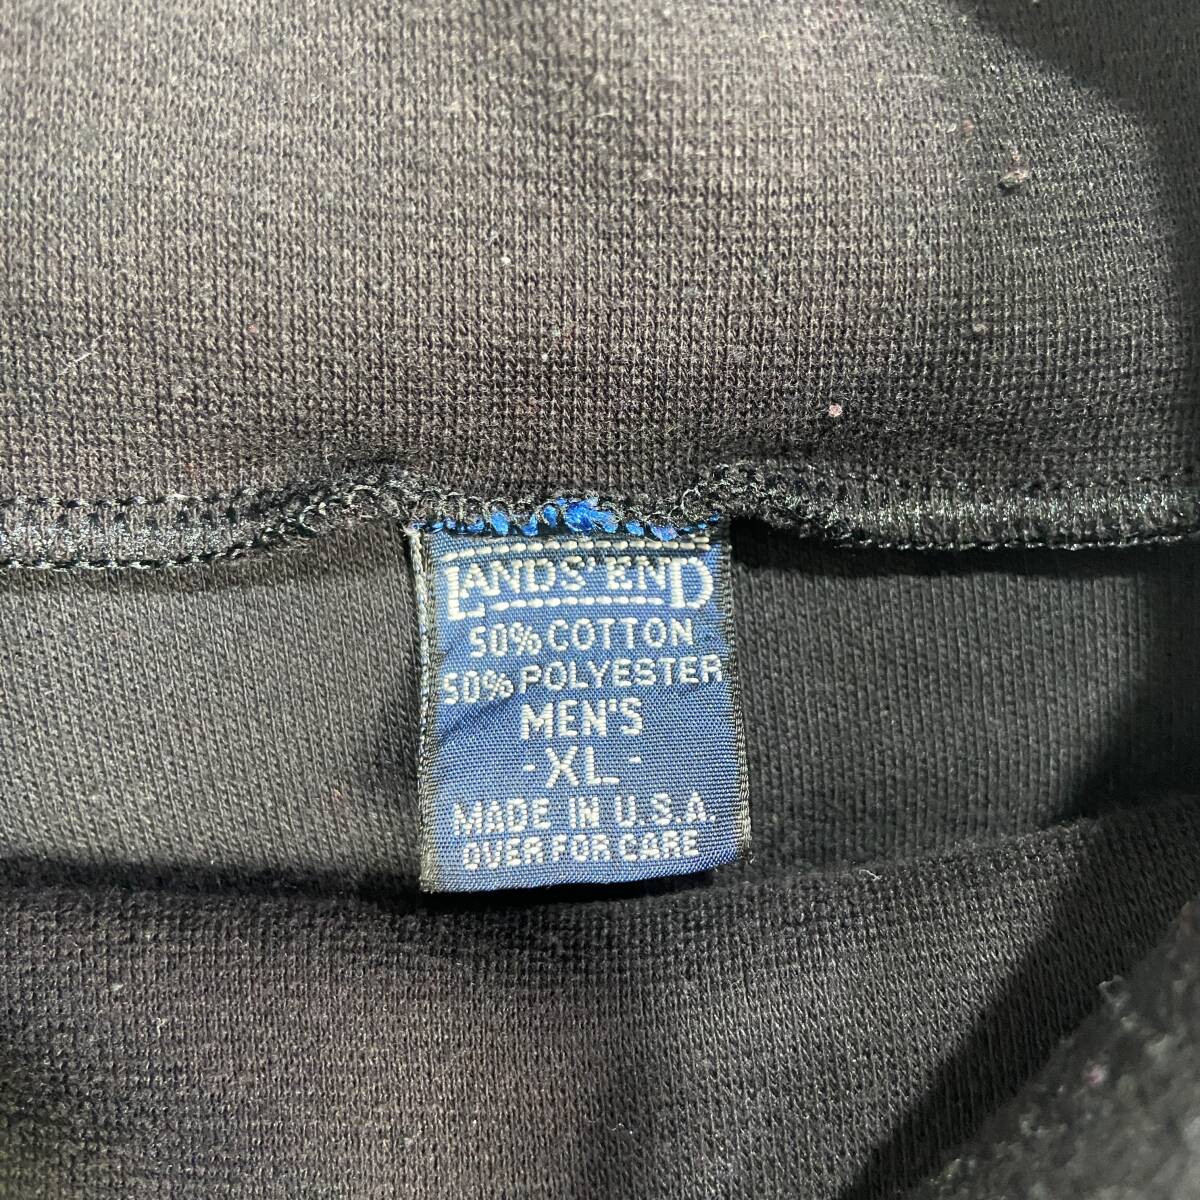 LANDS' END
50% COTTON
50% POLYESTER
MEN'S
-XL-
MADE IN U.S.A.
OVER FOR CARE